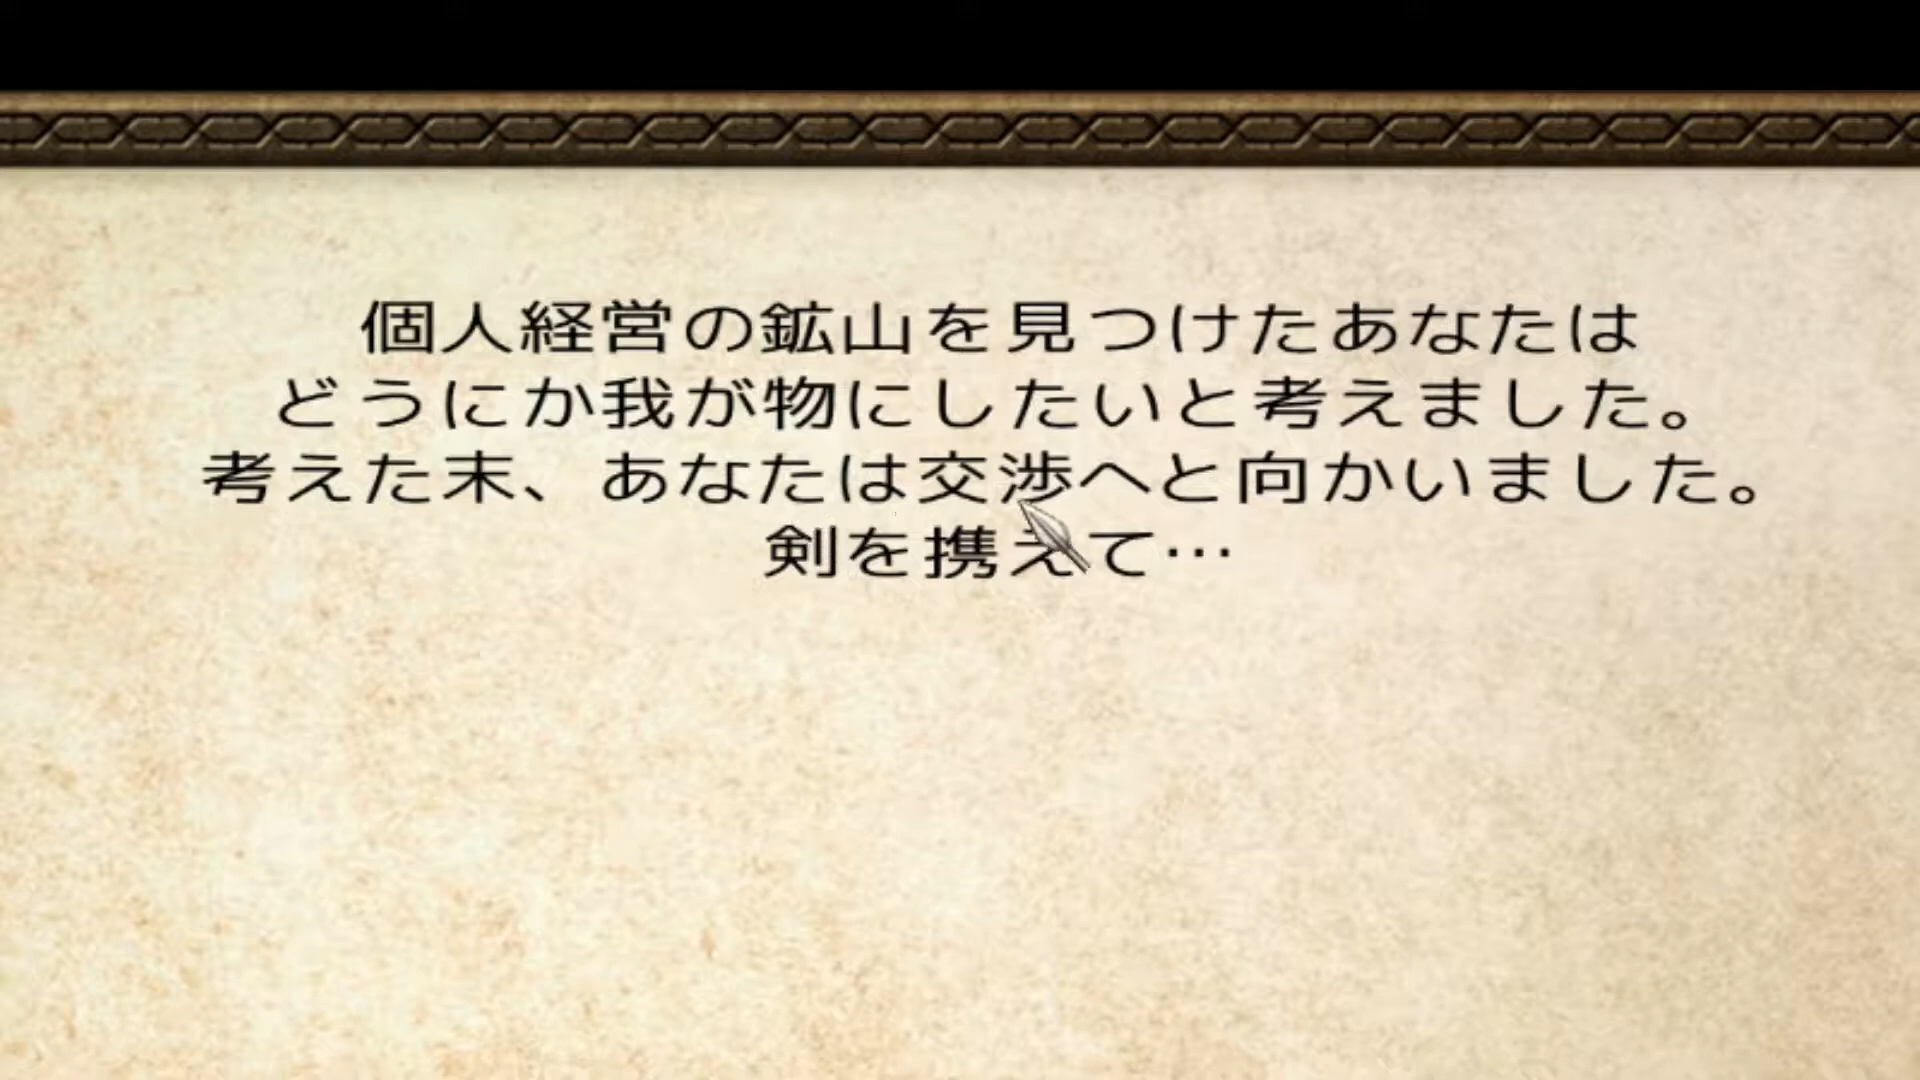 個人経営の鉱山を見つけたあなたは
どうにか我が物にしたいと考えました。
考えた末、あなたは交渉へと向かいました。
剣を携えて…